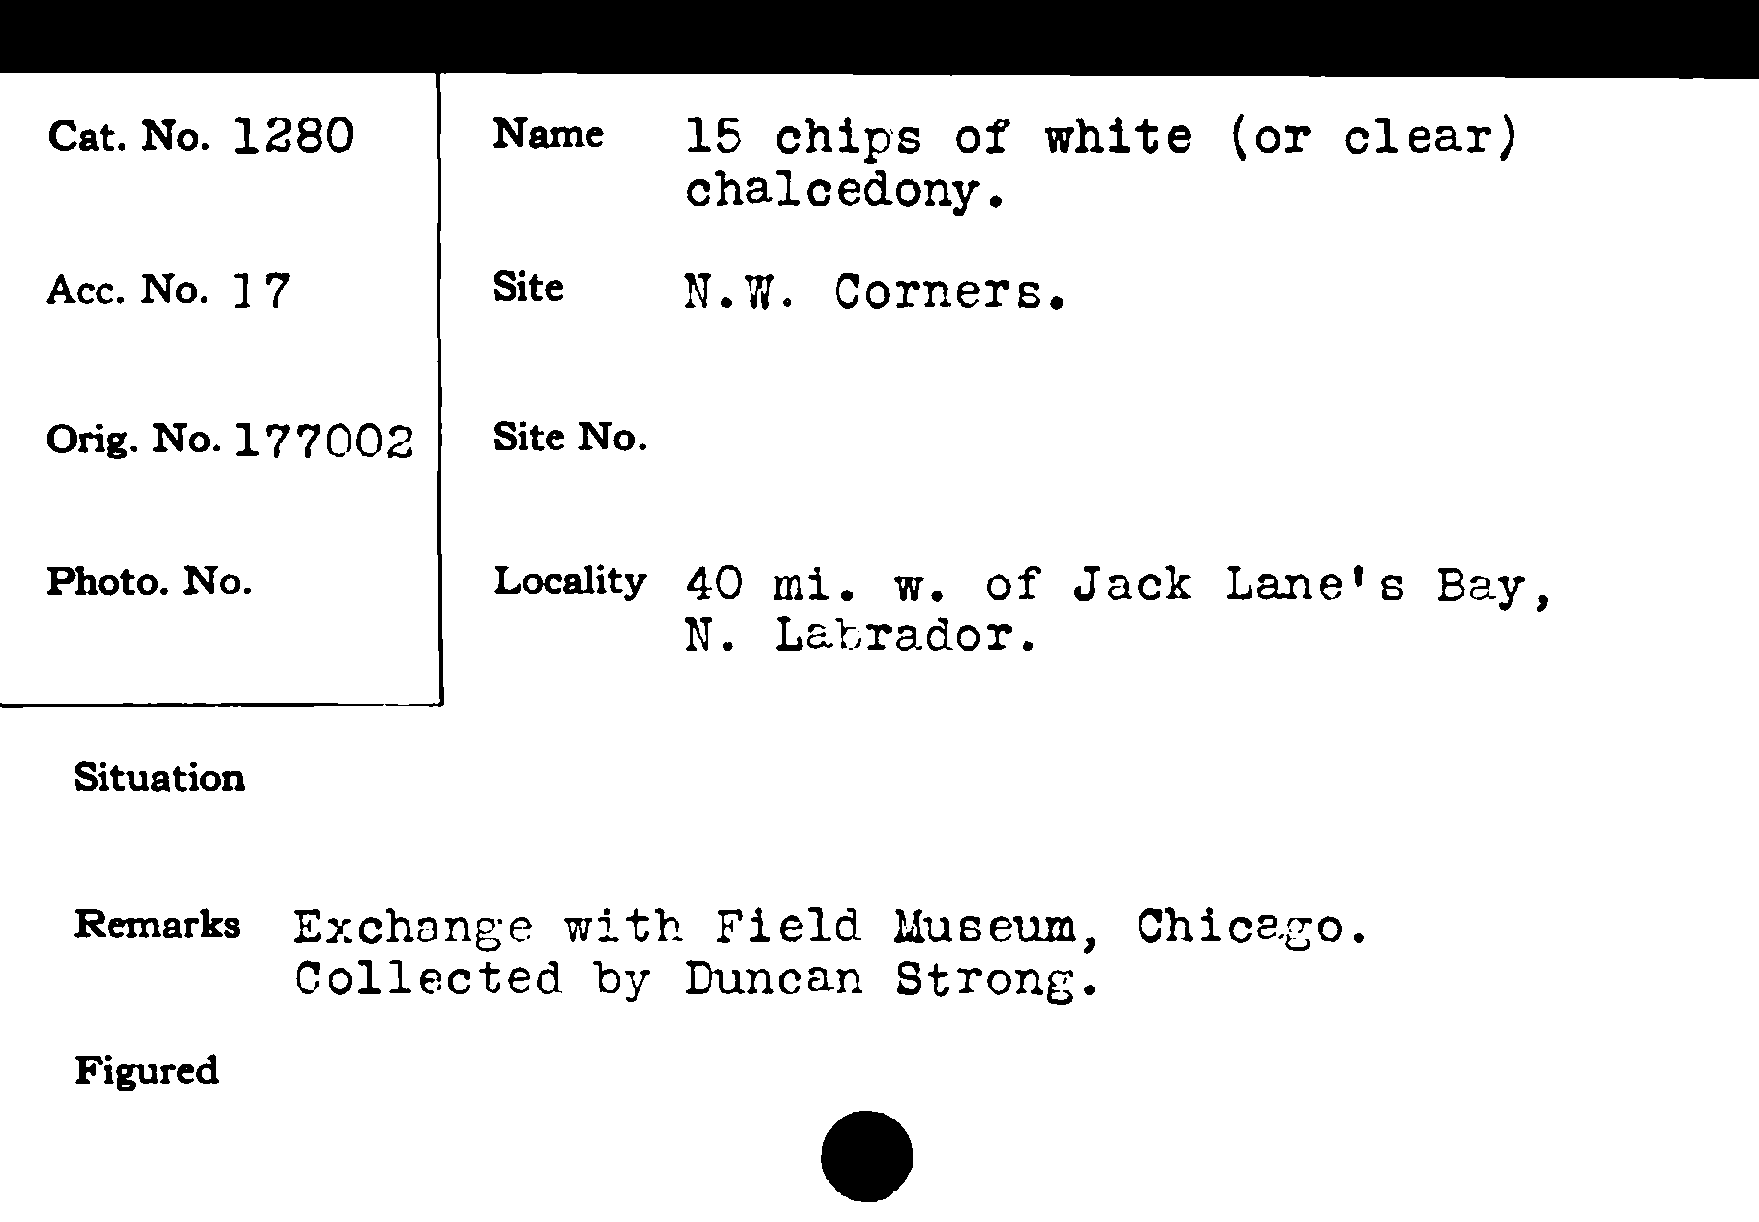 Cat. No. 1280
Name 15 chips of white (or clear)
chalcedony.
Acc. No. 17
Site N.W. Corners.
Orig. No. 177002
Site No.
Photo. No.
Locality 40 mi. w. of Jack Lane's Bay,
N. Labrador.
Situation
Remarks Exchange with Field Museum, Chicago.
Collected by Duncan Strong.
Figured